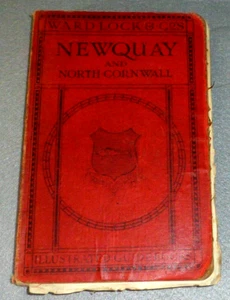 WARD LOCK & CO'S
NEWQUAY
AND
NORTH CORNWALL
ILLUSTRATED GUIDE BOOKS